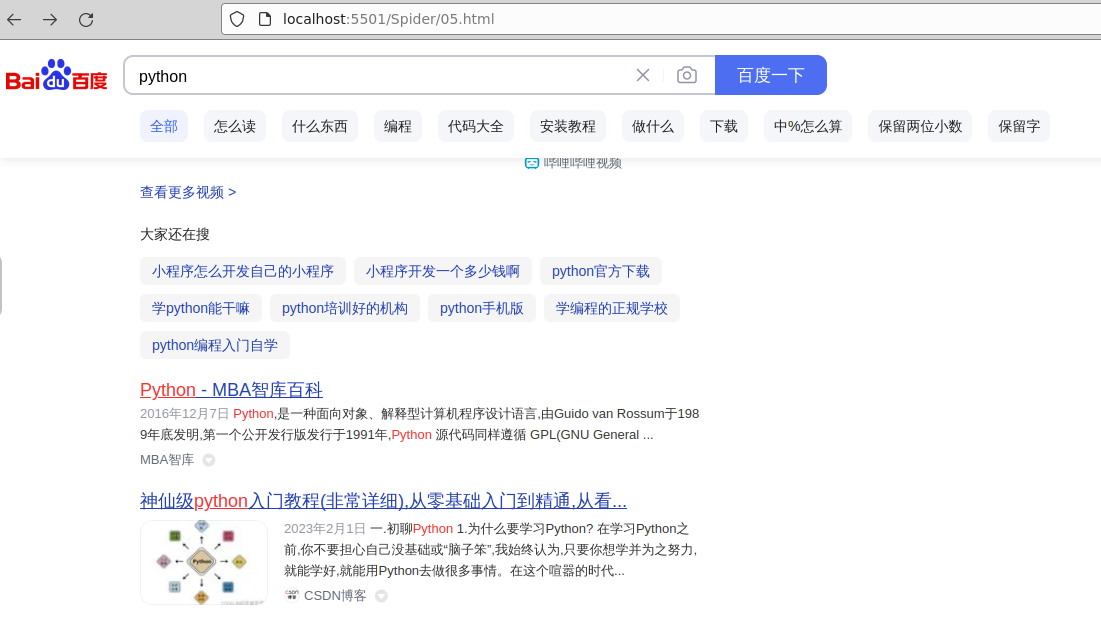 localhost:5501/Spider/05.html
Bai du 百度
python
百度一下
全部 怎么读 什么东西 编程 代码大全 安装教程 做什么 下载 中%怎么算 保留两位小数 保留字
哔哩哔哩视频
查看更多视频 >
大家还在搜
小程序怎么开发自己的小程序 小程序开发一个多少钱啊 python官方下载
学python能干嘛 python培训好的机构 python手机版 学编程的正规学校
python编程入门自学
Python - MBA智库百科
2016年12月7日 Python,是一种面向对象、解释型计算机程序设计语言,由Guido van Rossum于198
9年底发明,第一个公开发行版发行于1991年,Python 源代码同样遵循 GPL(GNU General ...
MBA智库
神仙级python入门教程(非常详细),从零基础入门到精通,从看...
Python
2023年2月1日 一.初聊Python 1.为什么要学习Python? 在学习Python之
前,你不要担心自己没基础或“脑子笨”,我始终认为,只要你想学并为之努力,
就能学好,就能用Python去做很多事情。在这个喧嚣的时代...
CSDN博客